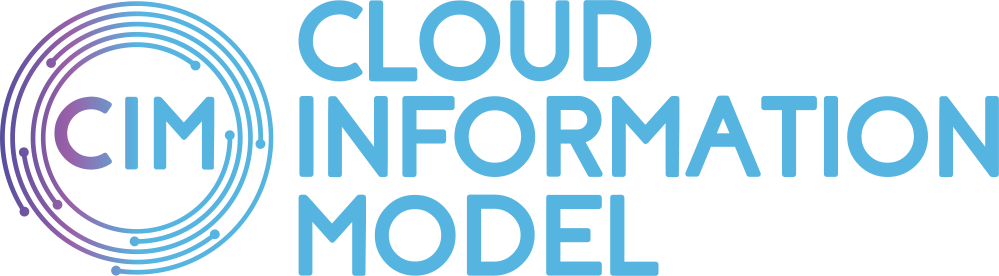 CIM
CLOUD
INFORMATION
MODEL